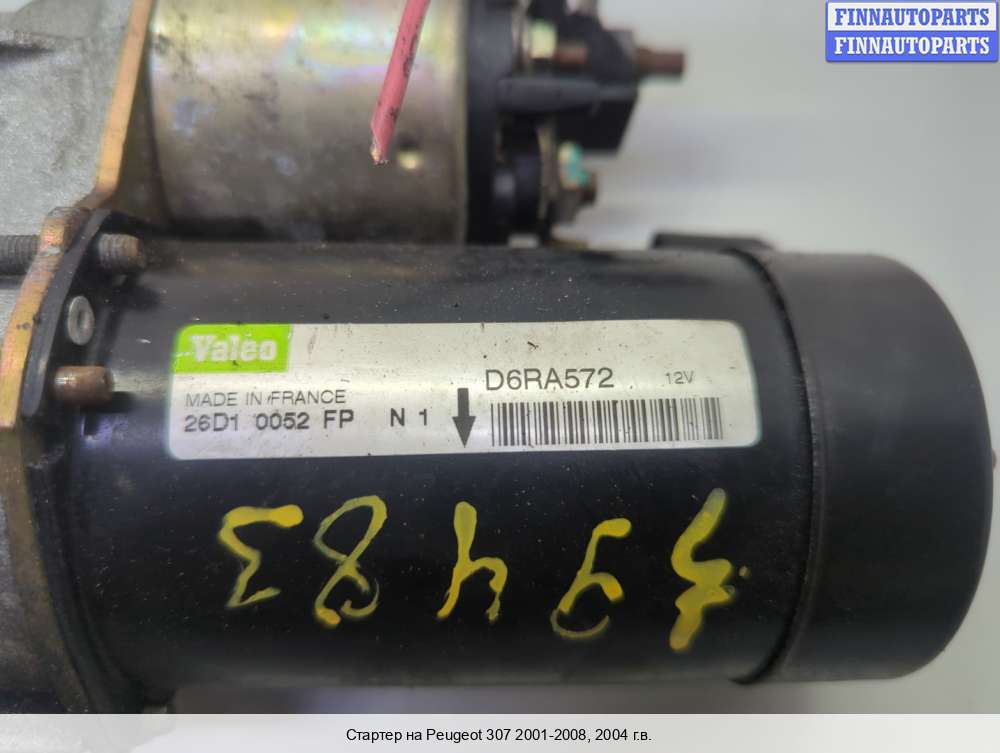 FINNAUTOPARTS
FINNAUTOPARTS
Valeo
MADE IN FRANCE
26D1 0052 FP N 1
D6RA572 12V
Стартер на Peugeot 307 2001-2008, 2004 г.в.